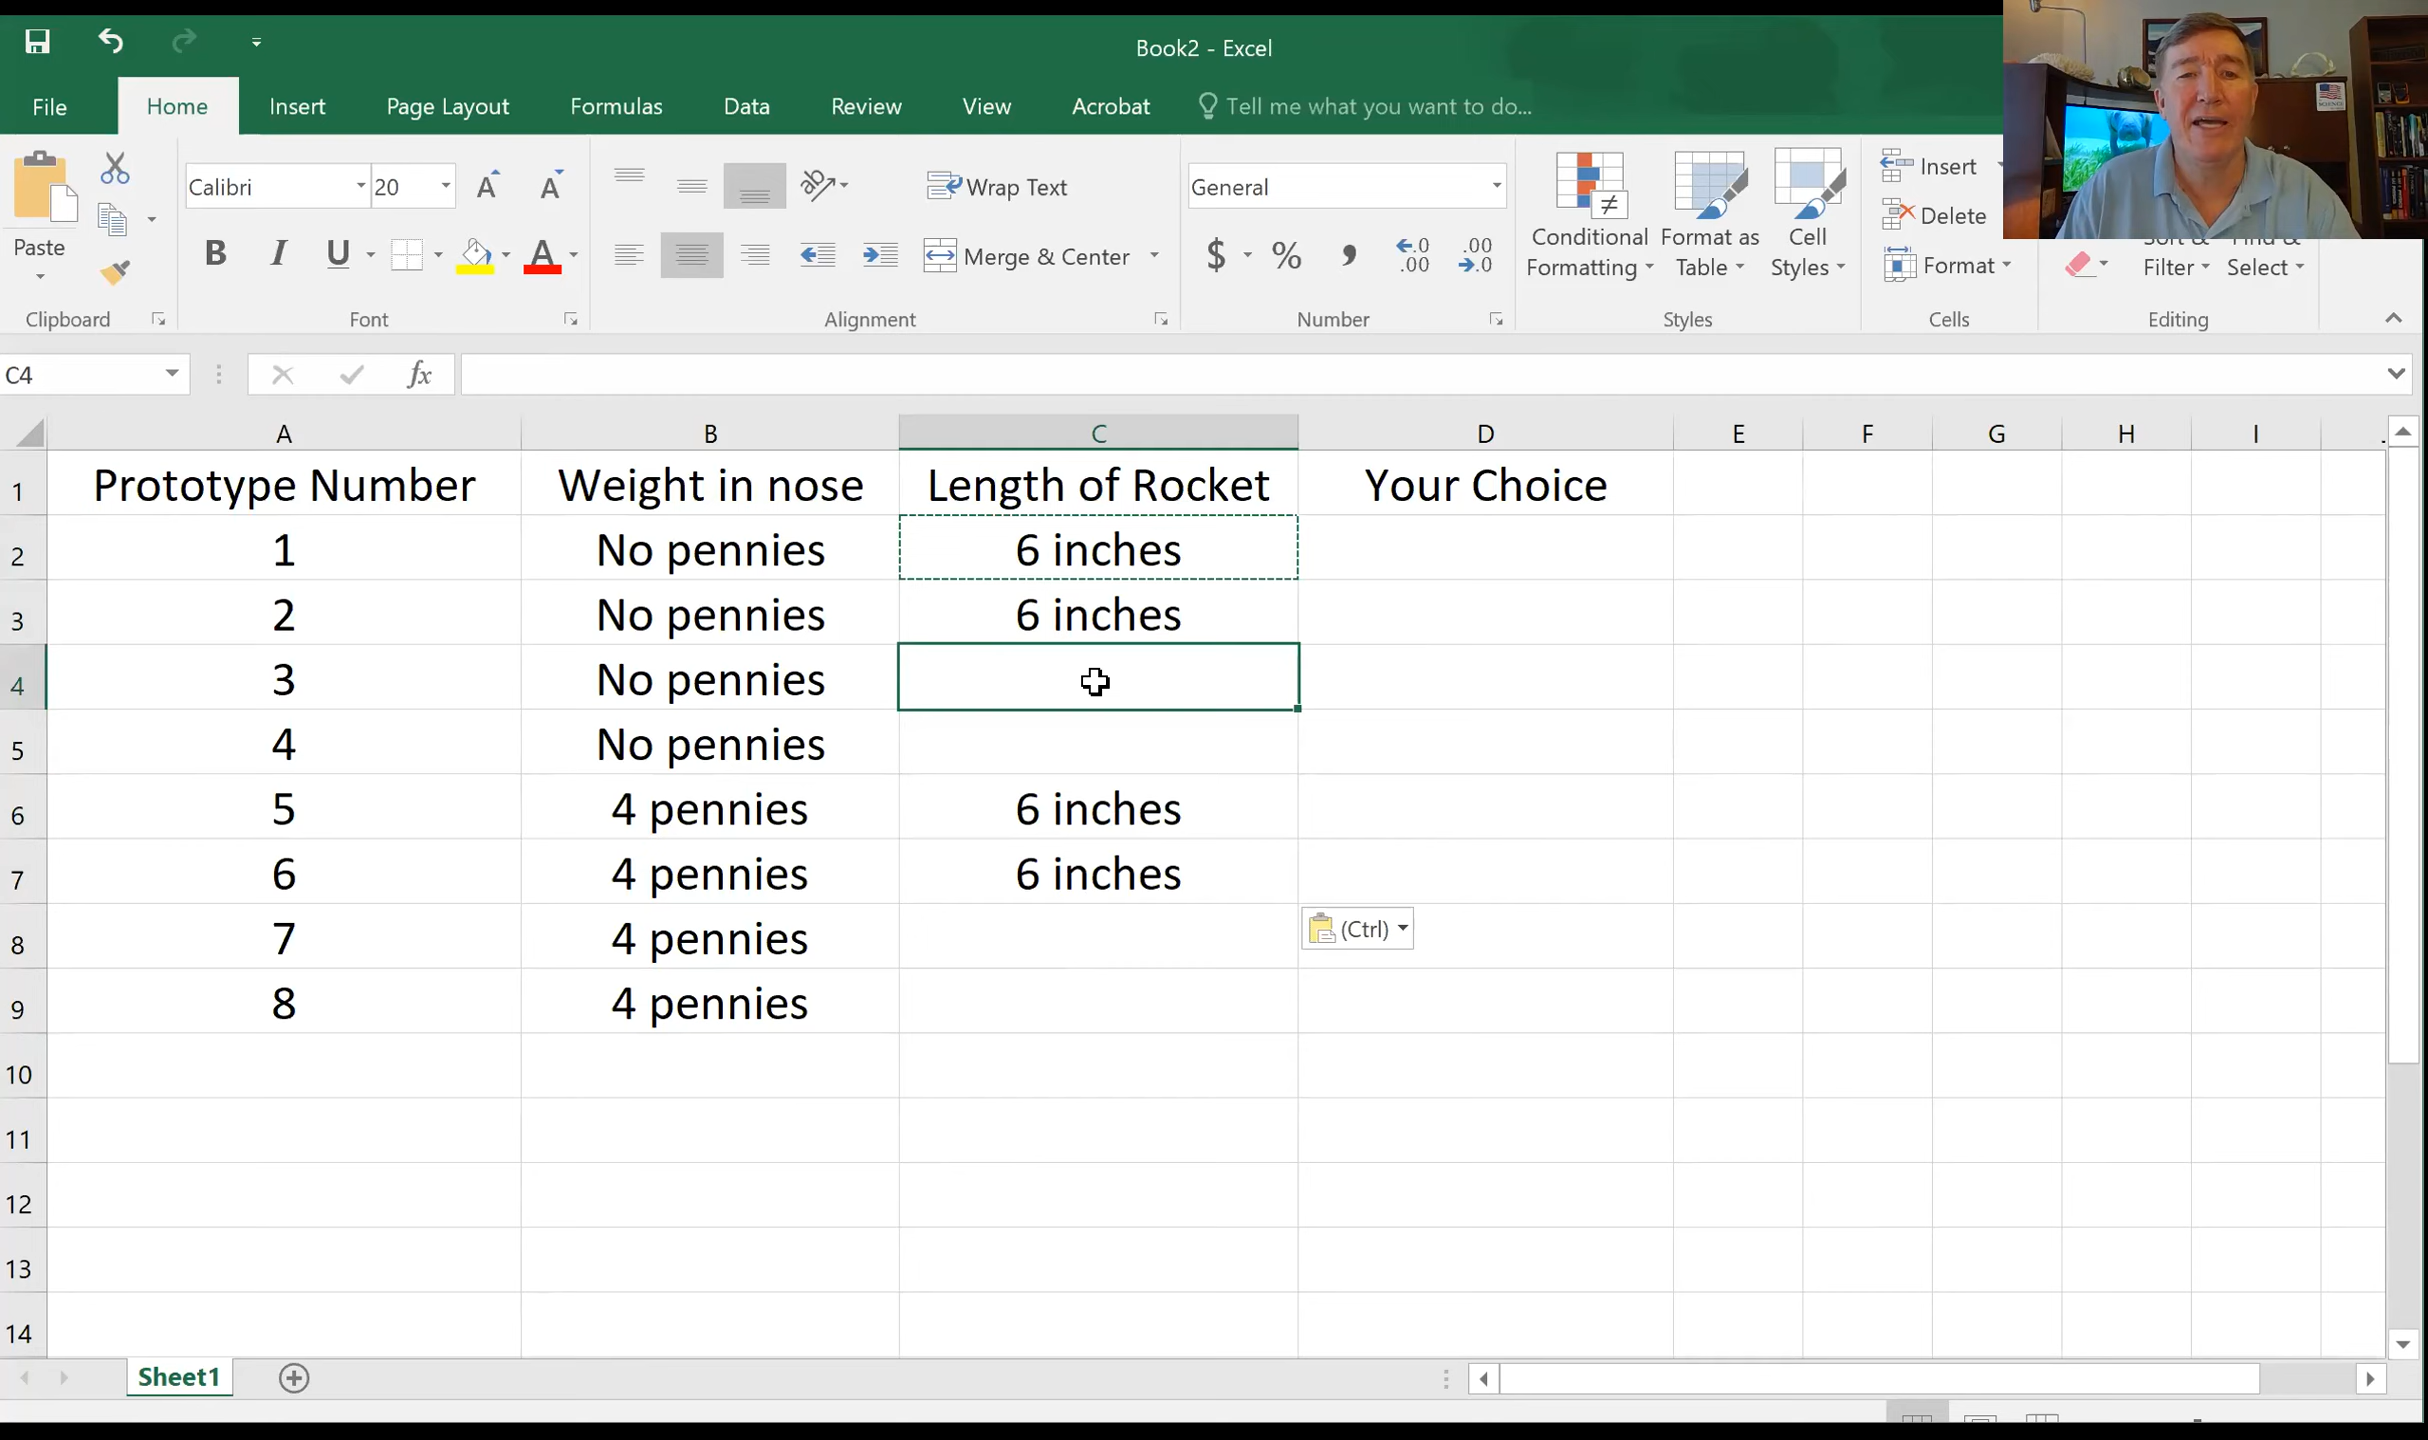 Book2 - Excel
File Home Insert Page Layout Formulas Data Review View Acrobat Tell me what you want to do...
Paste
Calibri 20
B I U A
Wrap Text
Merge & Center
General
$ % , .0 .00 .00 .0
Conditional Formatting
Format as Table
Cell Styles
Insert
Delete
Format
Filter
Select
Clipboard Font Alignment Number Styles Cells Editing
C4 fx
A B C D E F G H I
1 Prototype Number Weight in nose Length of Rocket Your Choice
2 1 No pennies 6 inches
3 2 No pennies 6 inches
4 3 No pennies
5 4 No pennies
6 5 4 pennies 6 inches
7 6 4 pennies 6 inches
8 7 4 pennies (Ctrl)
9 8 4 pennies
10
11
12
13
14
Sheet1